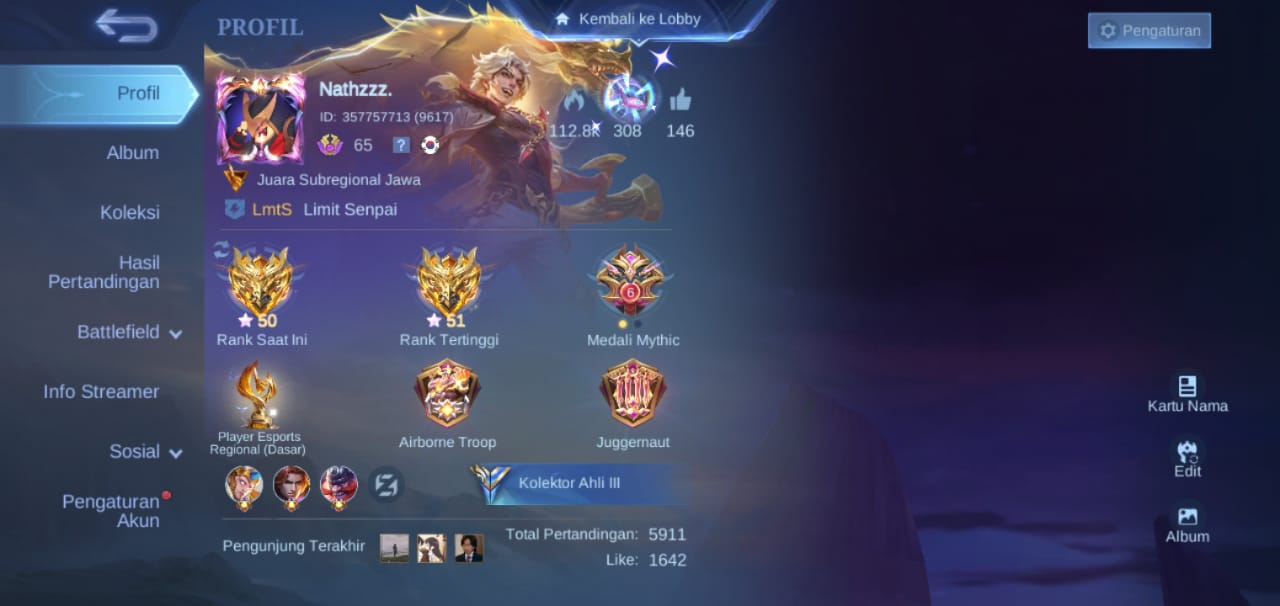 PROFIL
Kembali ke Lobby
Pengaturan
Profil
Album
Koleksi
Hasil
Pertandingan
Battlefield
Info Streamer
Sosial
Pengaturan
Akun
Nathzzz.
ID: 357757713 (9617)
65
?
112.8K
308
146
Juara Subregional Jawa
LmtS Limit Senpai
50
Rank Saat Ini
51
Rank Tertinggi
6
Medali Mythic
Player Esports
Regional (Dasar)
Airborne Troop
Juggernaut
Kolektor Ahli III
Pengunjung Terakhir
Total Pertandingan: 5911
Like: 1642
Kartu Nama
Edit
Album